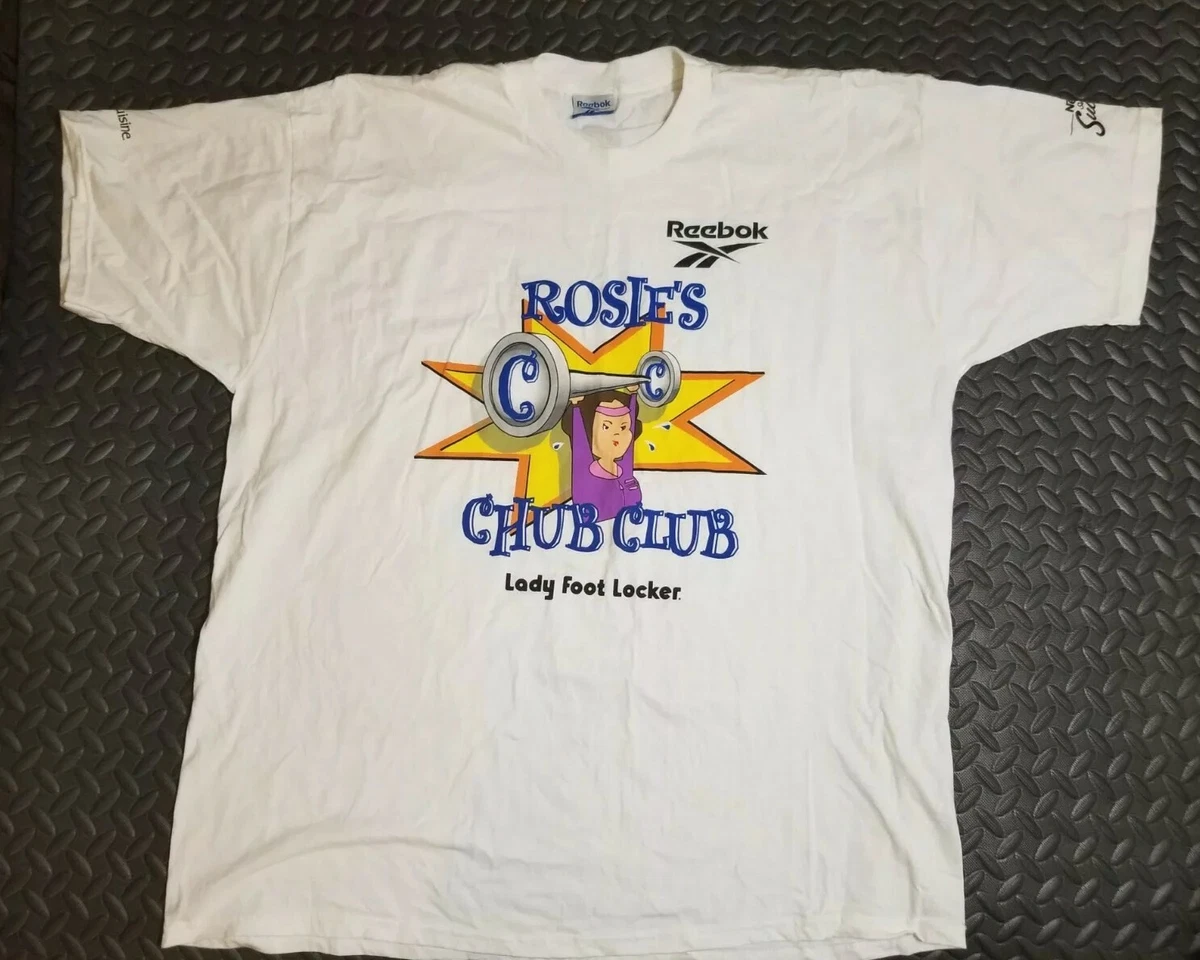 Reebok
Reebok
ROSIE'S
C C
CHUB CLUB
Lady Foot Locker.